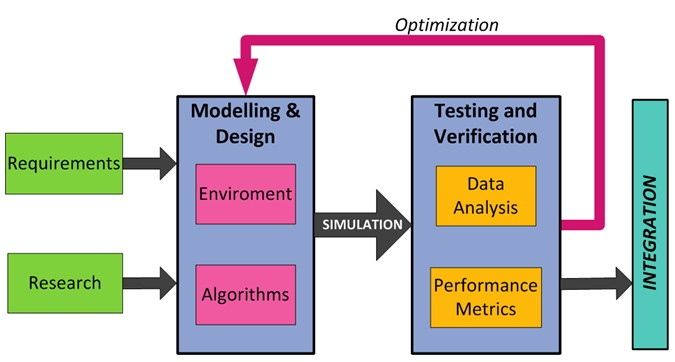 Optimization
Modelling &
Design
Testing and
Verification
Requirements
Enviroment
Data
Analysis
SIMULATION
INTEGRATION
Research
Algorithms
Performance
Metrics